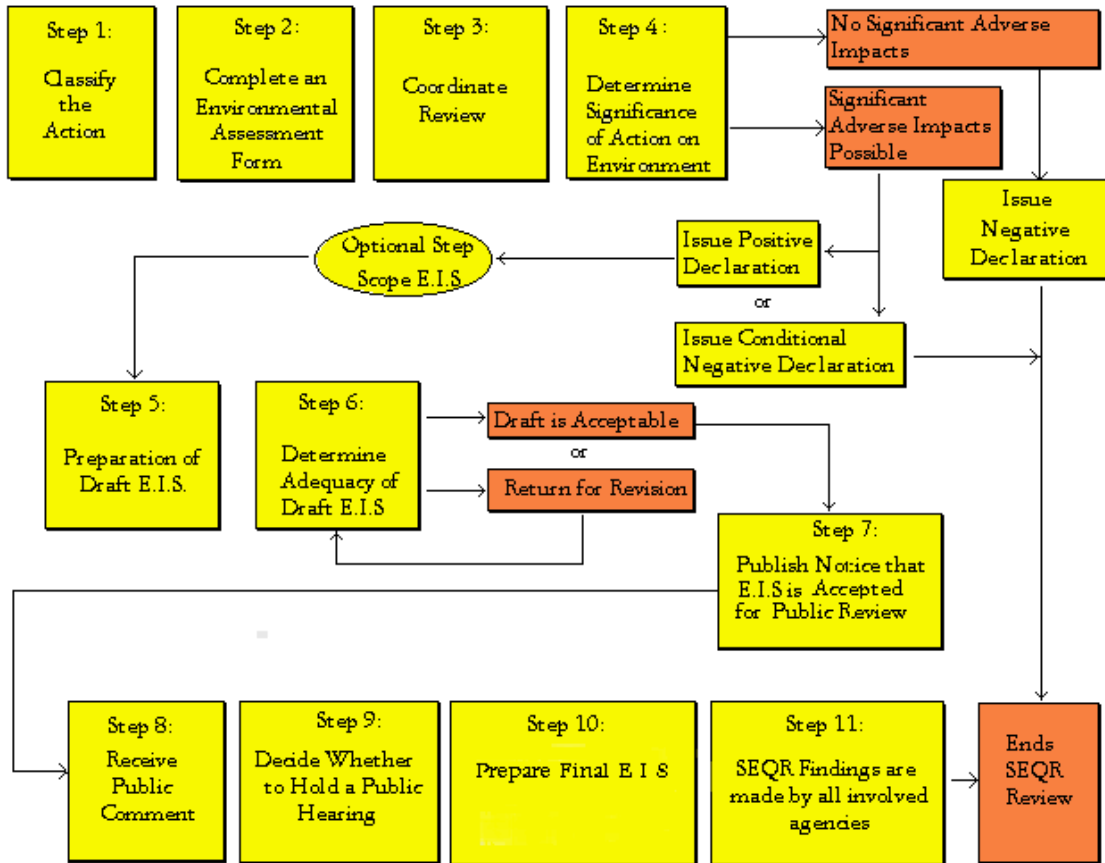 Step 1:
Classify
the
Action
Step 2:
Complete an
Environmental
Assessment
Form
Step 3:
Coordinate
Review
Step 4:
Determine
Significance
of Action on
Environment
No Significant Adverse
Impacts
Significant
Adverse Impacts
Possible
Issue
Negative
Declaration
Optional Step
Scope E.I.S
Issue Positive
Declaration
or
Issue Conditional
Negative Declaration
Step 5:
Preparation of
Draft E.I.S.
Step 6:
Determine
Adequacy of
Draft E.I.S
Draft is Acceptable
or
Return for Revision
Step 7:
Publish Notice that
E.I.S is Accepted
for Public Review
Step 8:
Receive
Public
Comment
Step 9:
Decide Whether
to Hold a Public
Hearing
Step 10:
Prepare Final E I S
Step 11:
SEQR Findings are
made by all involved
agencies
Ends
SEQR
Review